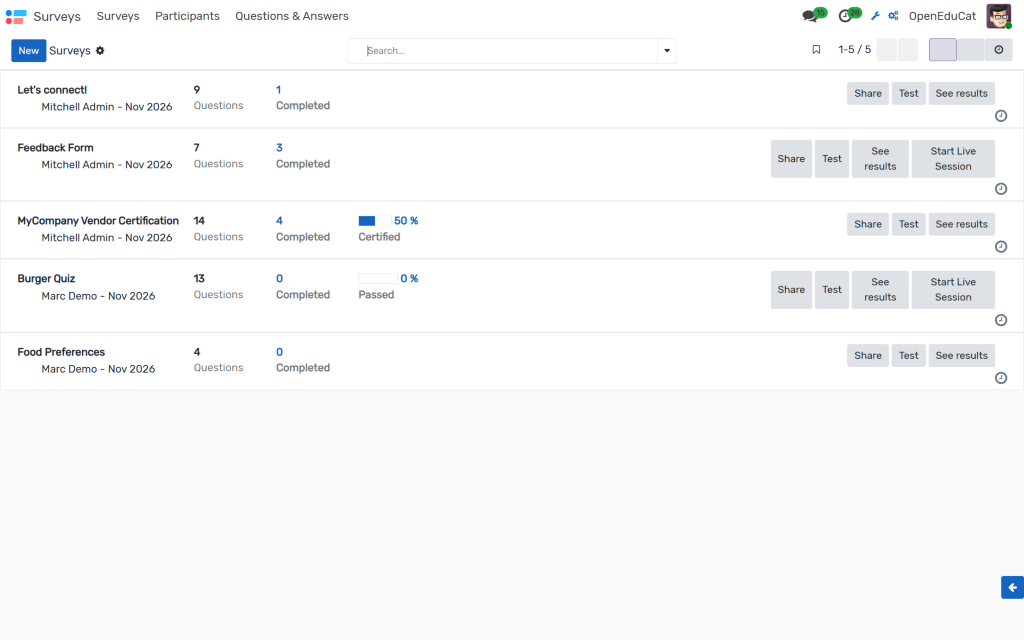 Surveys Surveys Participants Questions & Answers 15 28 OpenEduCat
New Surveys Search... 1-5 / 5
Let's connect! 9 1 Share Test See results
Mitchell Admin - Nov 2026 Questions Completed
Feedback Form 7 3 Share Test See results Start Live Session
Mitchell Admin - Nov 2026 Questions Completed
MyCompany Vendor Certification 14 4 50 % Share Test See results
Mitchell Admin - Nov 2026 Questions Completed Certified
Burger Quiz 13 0 0 % Share Test See results Start Live Session
Marc Demo - Nov 2026 Questions Completed Passed
Food Preferences 4 0 Share Test See results
Marc Demo - Nov 2026 Questions Completed